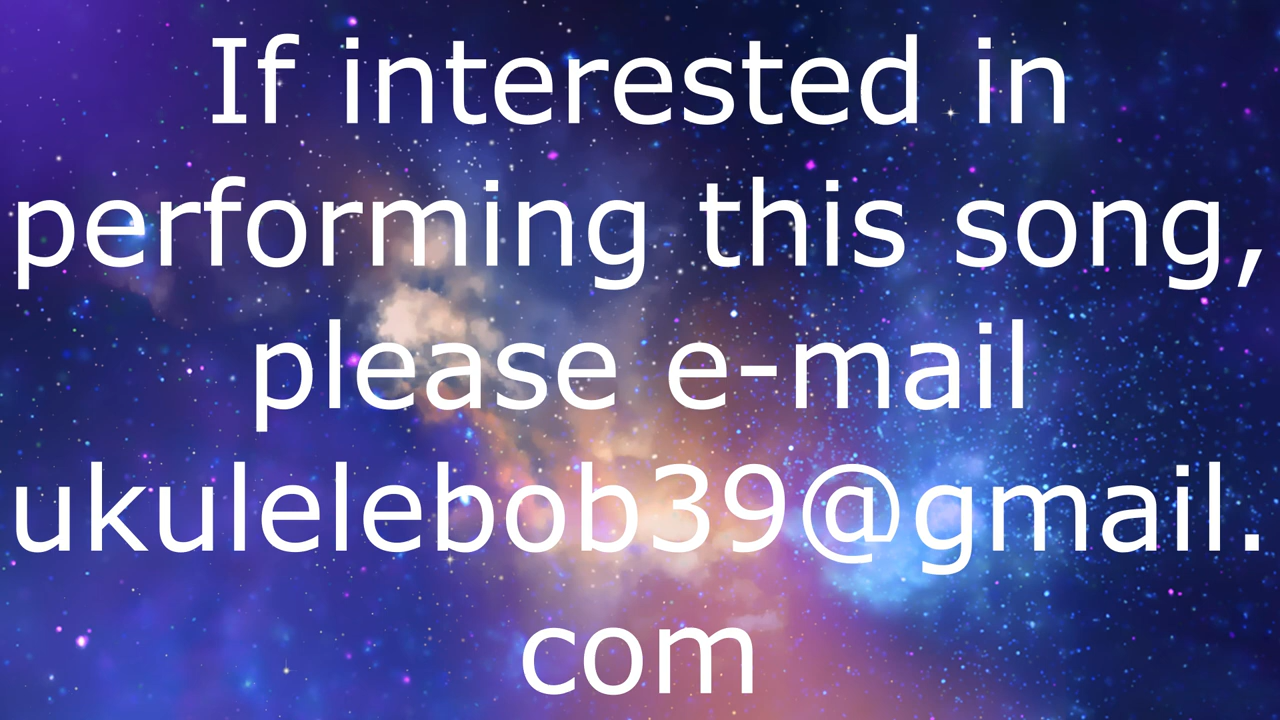 If interested in
performing this song,
please e-mail
ukulelebob39@gmail.
com